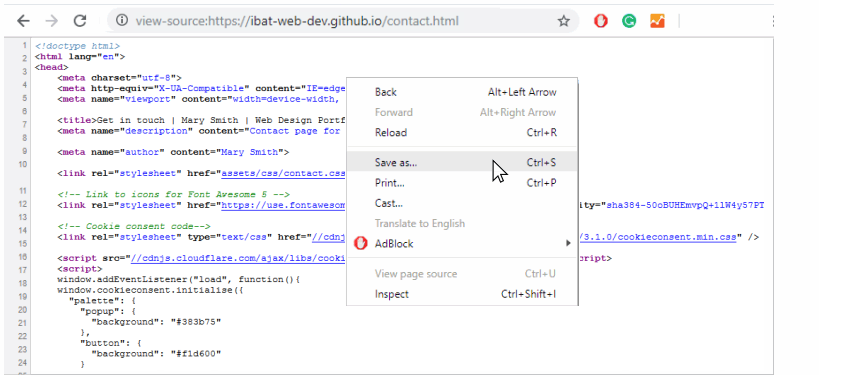 view-source:https://ibat-web-dev.github.io/contact.html
1 <!doctype html>
2 <html lang="en">
3 <head>
4 <meta charset="utf-8">
5 <meta http-equiv="X-UA-Compatible" content="IE=edge
6 <meta name="viewport" content="width=device-width,
7 <title>Get in touch | Mary Smith | Web Design Portf
8 <meta name="description" content="Contact page for
9 <meta name="author" content="Mary Smith">
10 <link rel="stylesheet" href="assets/css/contact.css
11 <!-- Link to icons for Font Awesome 5 -->
12 <link rel="stylesheet" href="https://use.fontawesom ity="sha384-50oBUHEmvpQ+1lW4y57PT
13
14 <!-- Cookie consent code-->
15 <link rel="stylesheet" type="text/css" href="//cdnj /3.1.0/cookieconsent.min.css" />
16 <script src="//cdnjs.cloudflare.com/ajax/libs/cooki ript>
17 <script>
18 window.addEventListener("load", function(){
19 window.cookieconsent.initialise({
20 "palette": {
21 "popup": {
22 "background": "#383b75"
},
23 "button": {
"background": "#f1d600"
24 }
Back Alt+Left Arrow
Forward Alt+Right Arrow
Reload Ctrl+R
Save as... Ctrl+S
Print... Ctrl+P
Cast...
Translate to English
AdBlock
View page source Ctrl+U
Inspect Ctrl+Shift+I